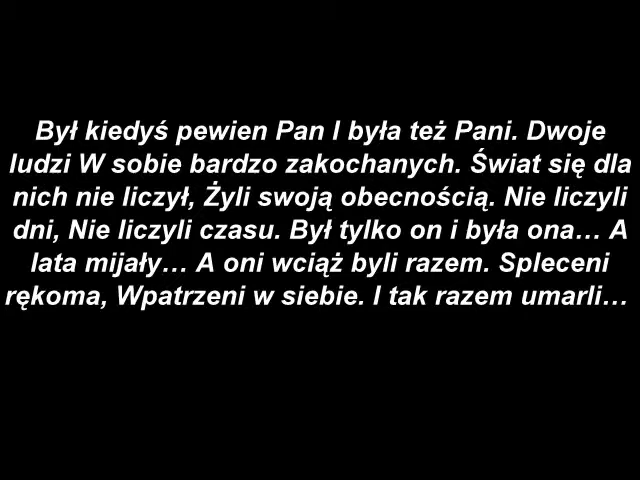 Był kiedyś pewien Pan I była też Pani. Dwoje
ludzi W sobie bardzo zakochanych. Świat się dla
nich nie liczył, Żyli swoją obecnością. Nie liczyli
dni, Nie liczyli czasu. Był tylko on i była ona… A
lata mijały… A oni wciąż byli razem. Spleceni
rękoma, Wpatrzeni w siebie. I tak razem umarli…